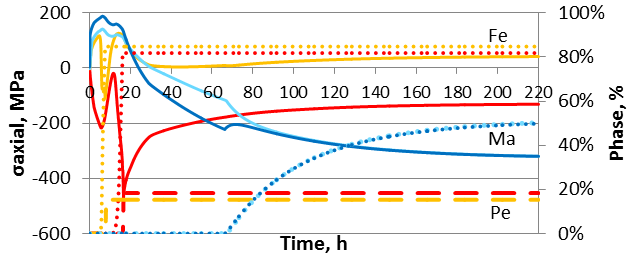 200 100%
Fe
0 80%
0 20 40 60 80 100 120 140 160 180 200 220
60%
-200
Ma 40%
-400 20%
Pe
-600 0%
Time, h
σaxial, MPa
Phase, %